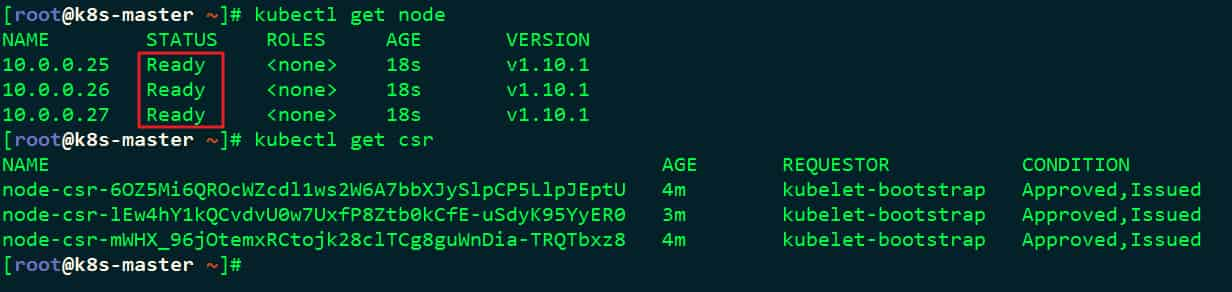 [root@k8s-master ~]# kubectl get node
NAME STATUS ROLES AGE VERSION
10.0.0.25 Ready <none> 18s v1.10.1
10.0.0.26 Ready <none> 18s v1.10.1
10.0.0.27 Ready <none> 18s v1.10.1
[root@k8s-master ~]# kubectl get csr
NAME AGE REQUESTOR CONDITION
node-csr-6OZ5Mi6QROcWZcdl1ws2W6A7bbXJySlpCP5LlpJEptU 4m kubelet-bootstrap Approved,Issued
node-csr-lEw4hY1kQCvdvU0w7UxfP8Ztb0kCfE-uSdyK95YyER0 3m kubelet-bootstrap Approved,Issued
node-csr-mWHX_96jOtemxRCtojk28clTCg8guWnDia-TRQTbxz8 4m kubelet-bootstrap Approved,Issued
[root@k8s-master ~]#